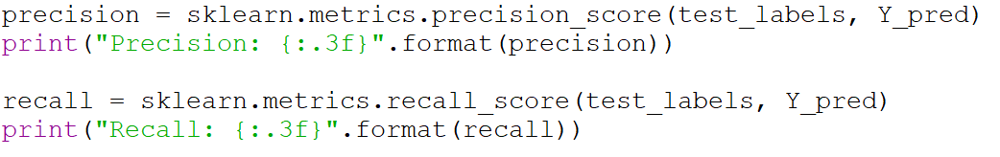 precision = sklearn.metrics.precision_score(test_labels, Y_pred)
print("Precision: {:.3f}".format(precision))
recall = sklearn.metrics.recall_score(test_labels, Y_pred)
print("Recall: {:.3f}".format(recall))